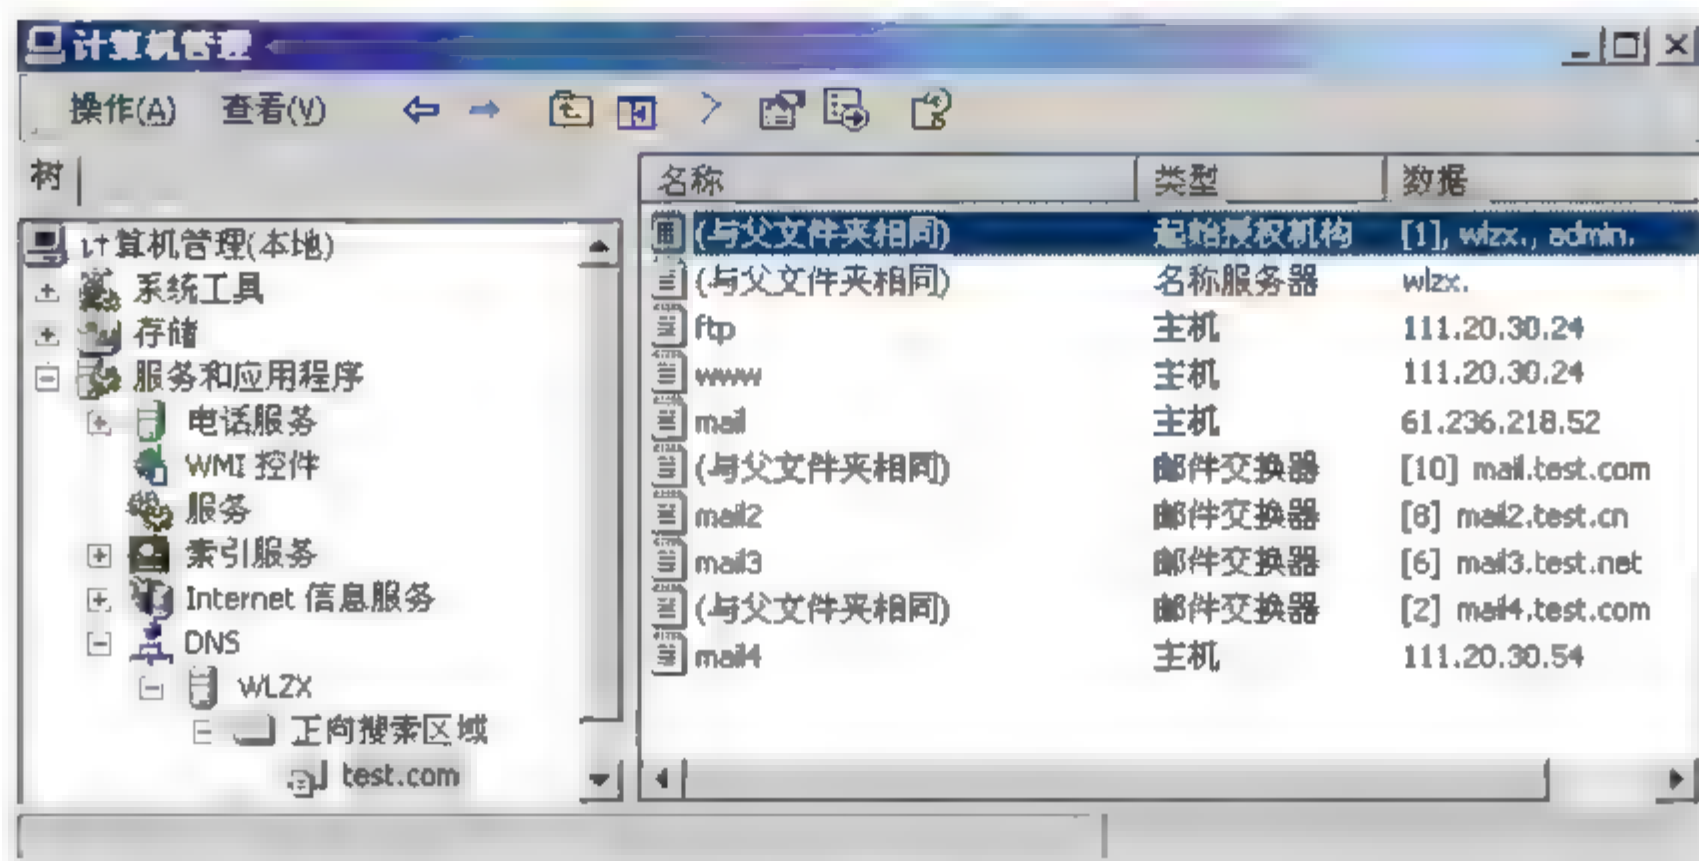 计算机管理
操作(A) 查看(V)
树
计算机管理(本地)
系统工具
存储
服务和应用程序
电话服务
WMI 控件
服务
索引服务
Internet 信息服务
DNS
WLZX
正向搜索区域
test.com
名称 类型 数据
(与父文件夹相同) 起始授权机构 [1], wlzx., admin.
(与父文件夹相同) 名称服务器 wlzx.
ftp 主机 111.20.30.24
www 主机 111.20.30.24
mail 主机 61.236.218.52
(与父文件夹相同) 邮件交换器 [10] mail.test.com
mail2 邮件交换器 [8] mail2.test.cn
mail3 邮件交换器 [6] mail3.test.net
(与父文件夹相同) 邮件交换器 [2] mail4.test.com
mail4 主机 111.20.30.54